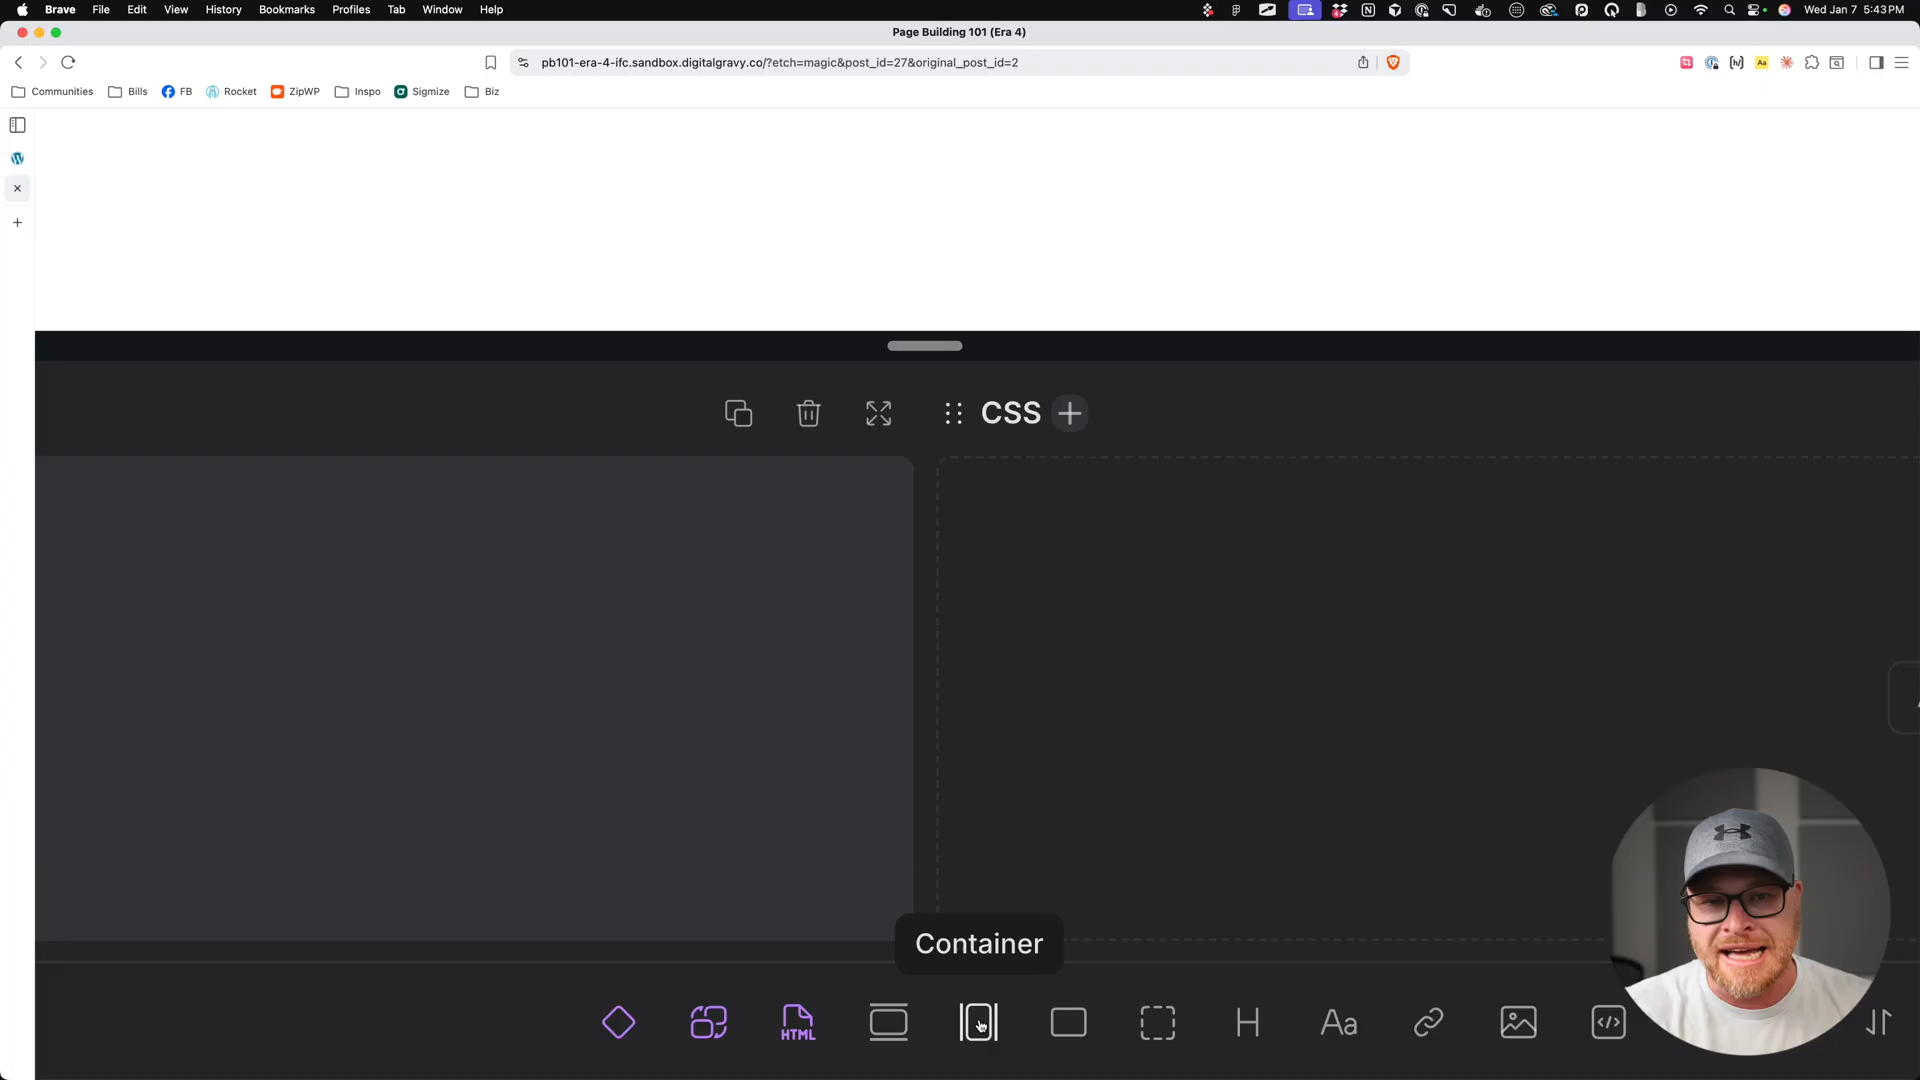 Brave File Edit View History Bookmarks Profiles Tab Window Help
Wed Jan 7 5:43 PM
Page Building 101 (Era 4)
pb101-era-4-ifc.sandbox.digitalgravy.co/?etch=magic&post_id=27&original_post_id=2
Communities Bills FB Rocket ZipWP Inspo Sigmize Biz
CSS
Container
HTML
H
Aa